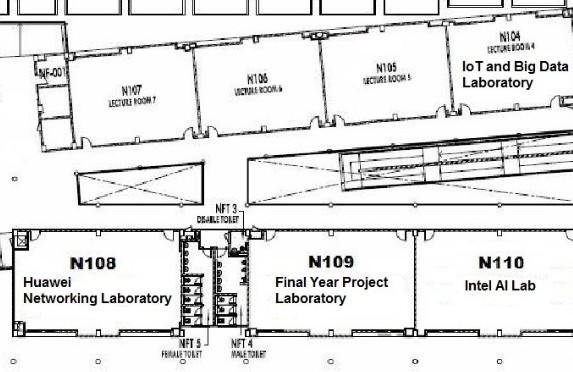 N104
LECTURE ROOM 4
IoT and Big Data
Laboratory
N105
LECTURE ROOM 5
N106
LECTURE ROOM 6
N107
LECTURE ROOM 7
NF-001
NFT 3
DISABLE TOILET
N108
Huawei
Networking Laboratory
N109
Final Year Project
Laboratory
N110
Intel AI Lab
NFT 5
FEMALE TOILET
NFT 4
MALE TOILET